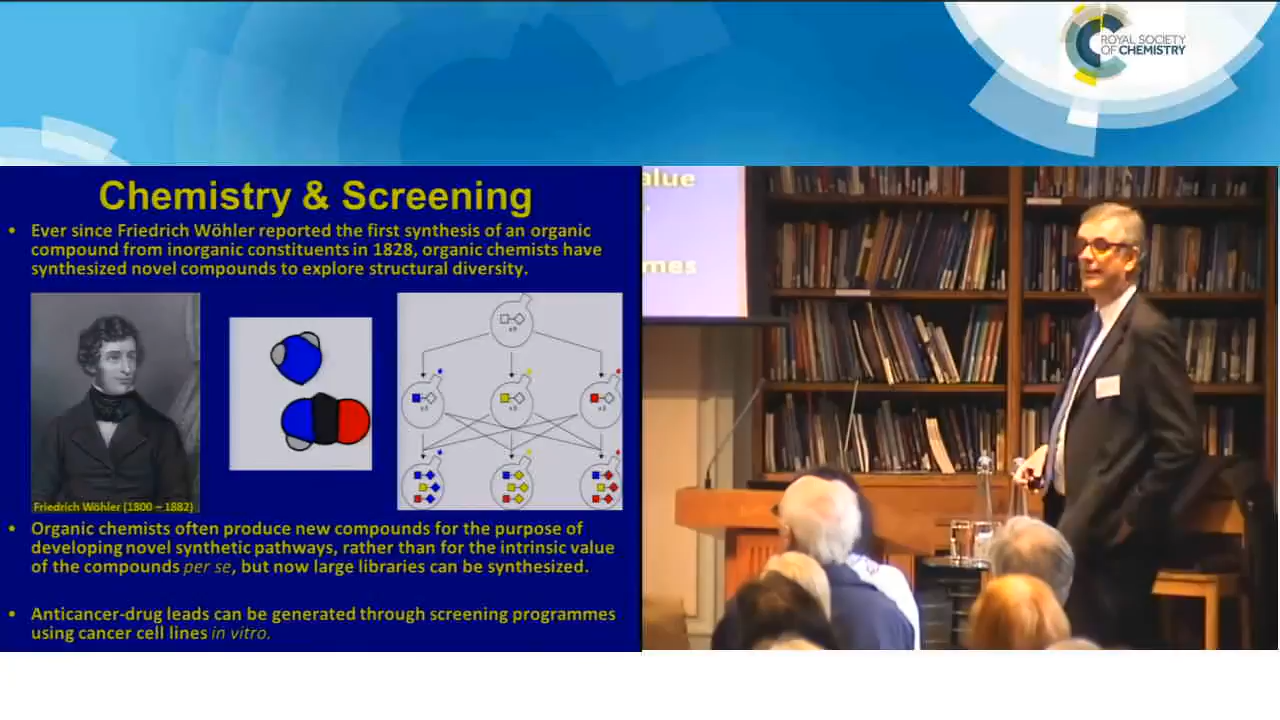 ROYAL SOCIETY
OF CHEMISTRY
Chemistry & Screening
• Ever since Friedrich Wöhler reported the first synthesis of an organic
compound from inorganic constituents in 1828, organic chemists have
synthesized novel compounds to explore structural diversity.
Friedrich Wöhler (1800 – 1882)
• Organic chemists often produce new compounds for the purpose of
developing novel synthetic pathways, rather than for the intrinsic value
of the compounds per se, but now large libraries can be synthesized.
• Anticancer-drug leads can be generated through screening programmes
using cancer cell lines in vitro.
alue
mes